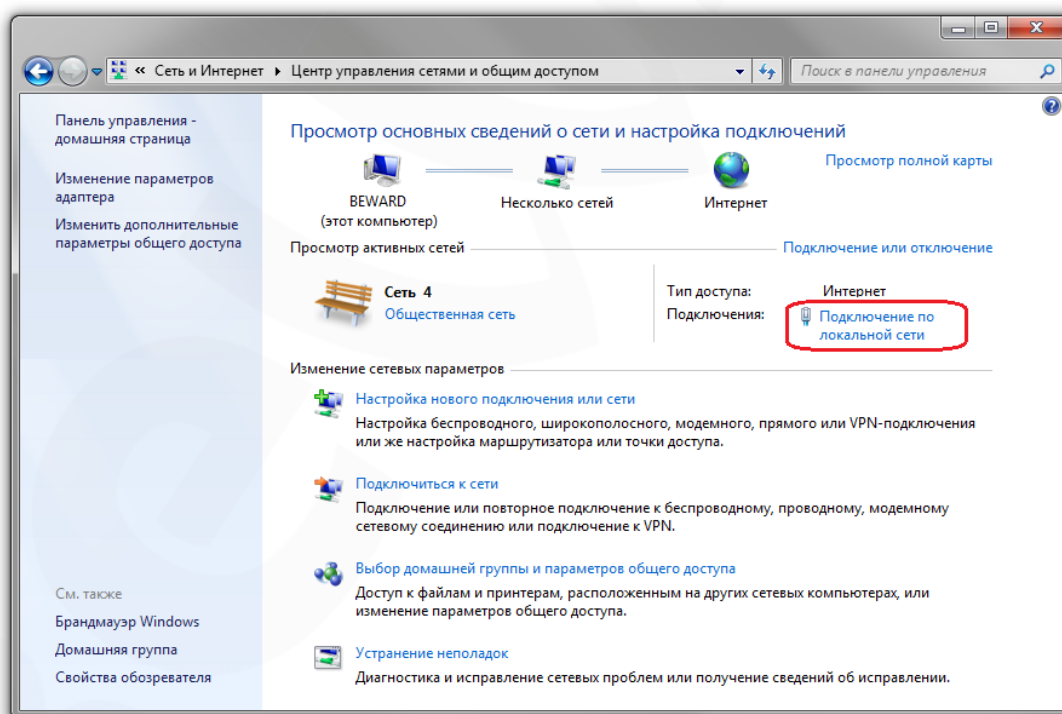 Сеть и Интернет
Центр управления сетями и общим доступом
Поиск в панели управления
Панель управления -
домашняя страница
Изменение параметров
адаптера
Изменить дополнительные
параметры общего доступа
См. также
Брандмауэр Windows
Домашняя группа
Свойства обозревателя
Просмотр основных сведений о сети и настройка подключений
BEWARD
(этот компьютер)
Несколько сетей
Интернет
Просмотр полной карты
Просмотр активных сетей
Подключение или отключение
Сеть 4
Общественная сеть
Тип доступа: Интернет
Подключения: Подключение по
локальной сети
Изменение сетевых параметров
Настройка нового подключения или сети
Настройка беспроводного, широкополосного, модемного, прямого или VPN-подключения
или же настройка маршрутизатора или точки доступа.
Подключиться к сети
Подключение или повторное подключение к беспроводному, проводному, модемному
сетевому соединению или подключение к VPN.
Выбор домашней группы и параметров общего доступа
Доступ к файлам и принтерам, расположенным на других сетевых компьютерах, или
изменение параметров общего доступа.
Устранение неполадок
Диагностика и исправление сетевых проблем или получение сведений об исправлении.